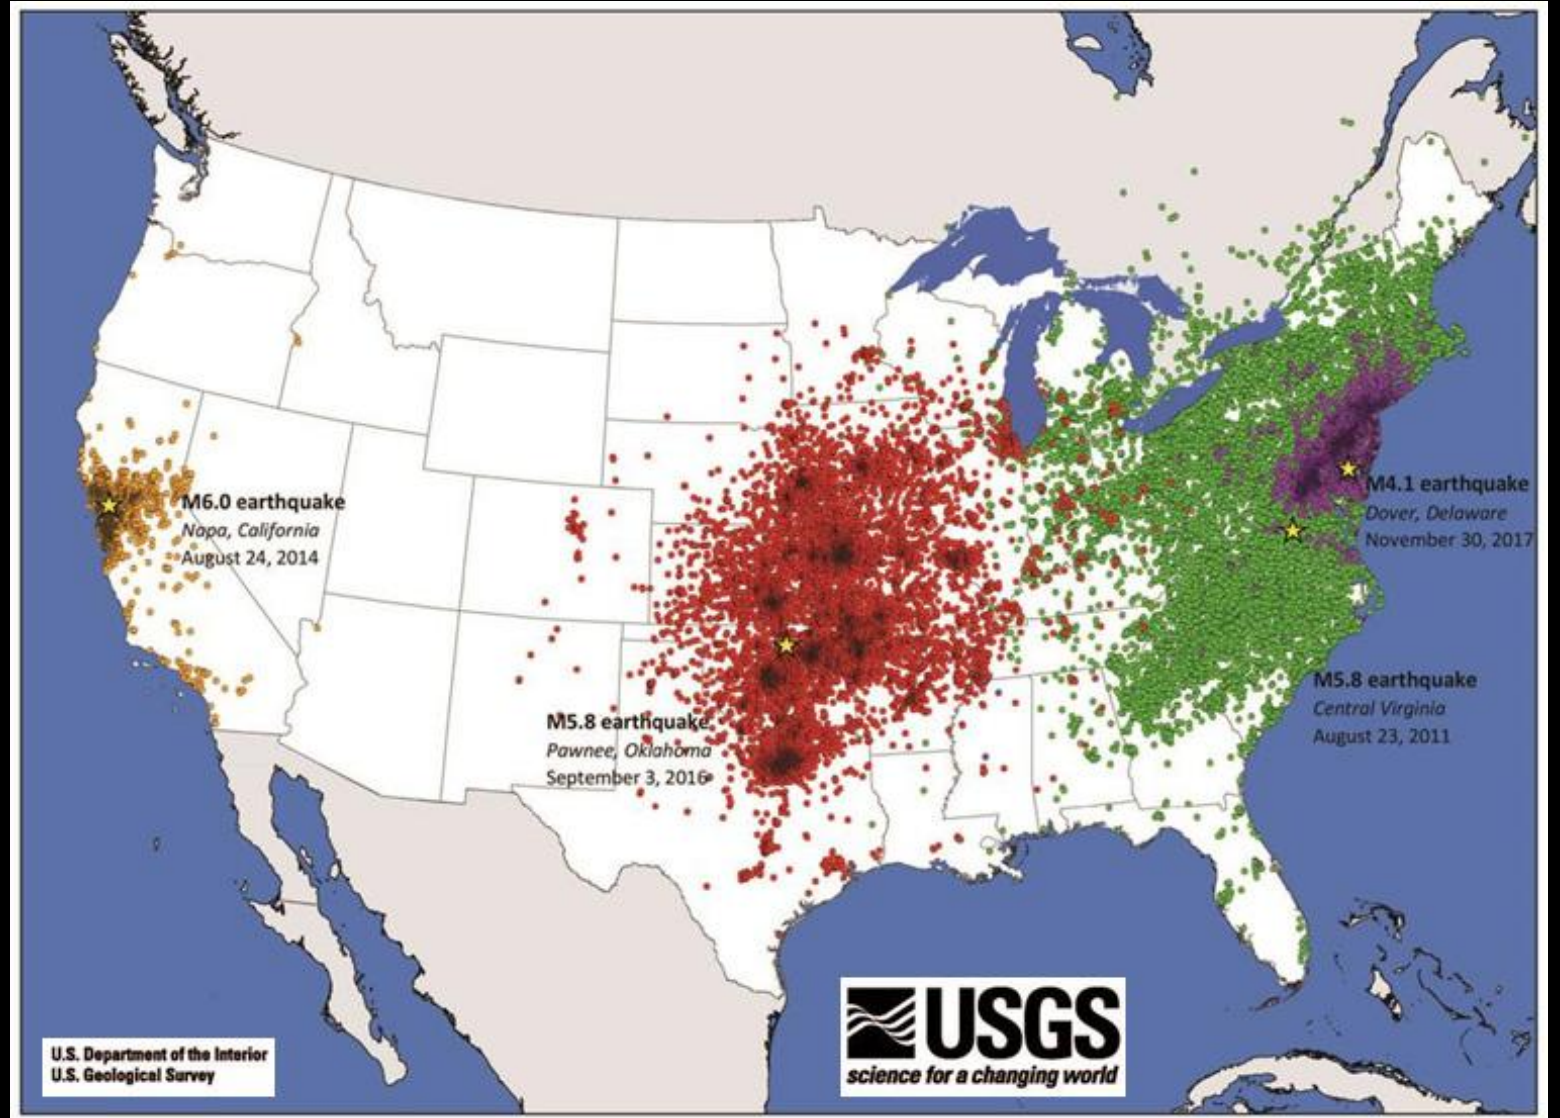 M6.0 earthquake
Napa, California
August 24, 2014
M4.1 earthquake
Dover, Delaware
November 30, 2017
M5.8 earthquake
Pawnee, Oklahoma
September 3, 2016
M5.8 earthquake
Central Virginia
August 23, 2011
USGS
science for a changing world
U.S. Department of the Interior
U.S. Geological Survey